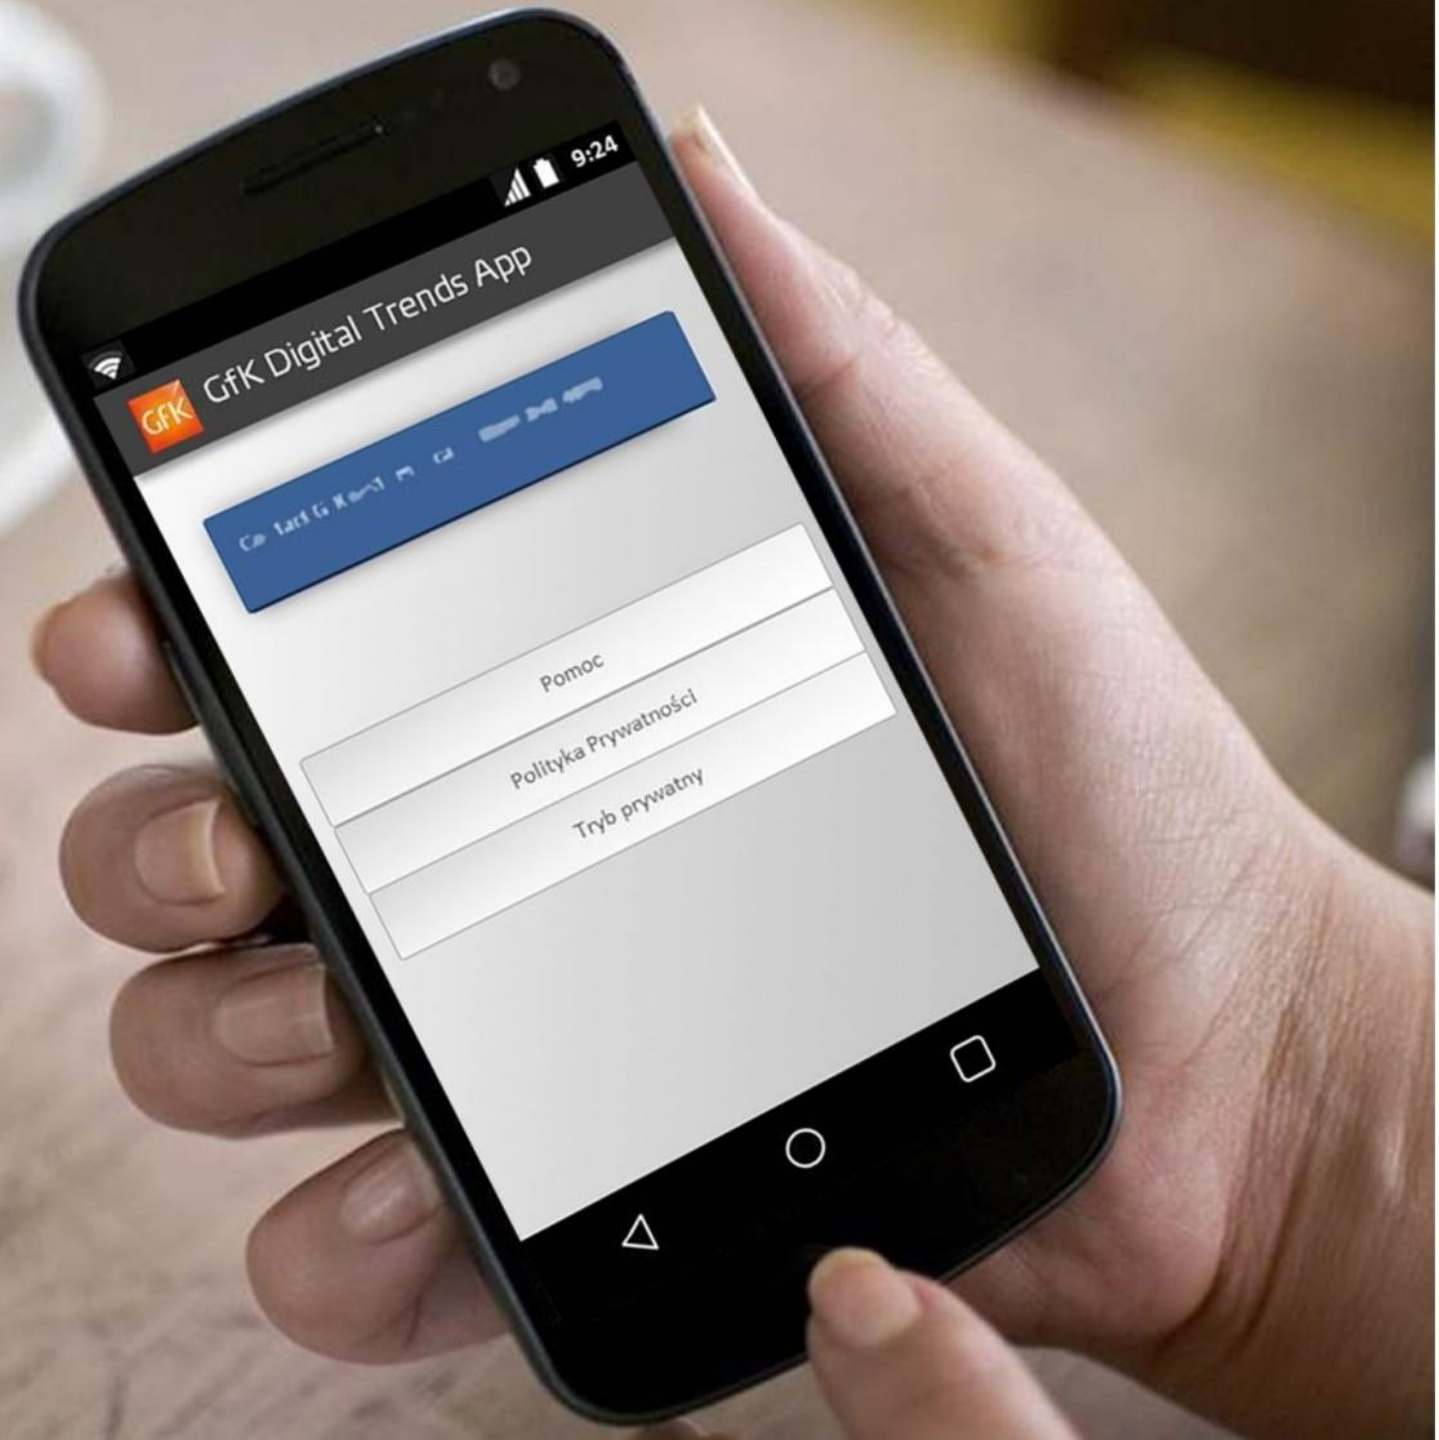 9:24
GfK
GfK Digital Trends App
Pomoc
Polityka Prywatności
Tryb prywatny